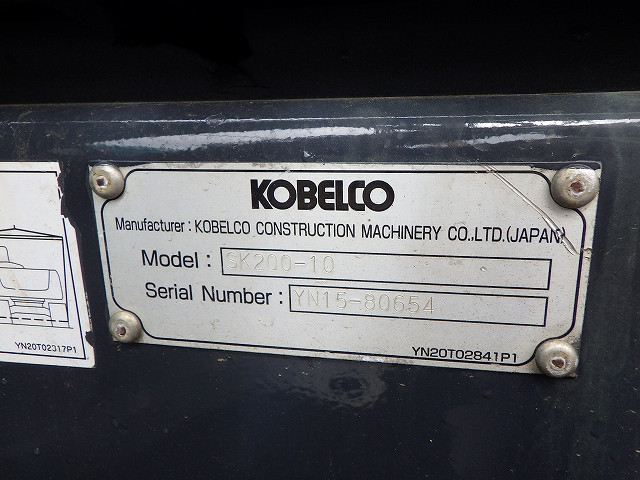 KOBELCO
Manufacturer : KOBELCO CONSTRUCTION MACHINERY CO.,LTD.(JAPAN)
Model : SK200-10
Serial Number : YN15-80654
YN20T02841P1
YN20T02317P1